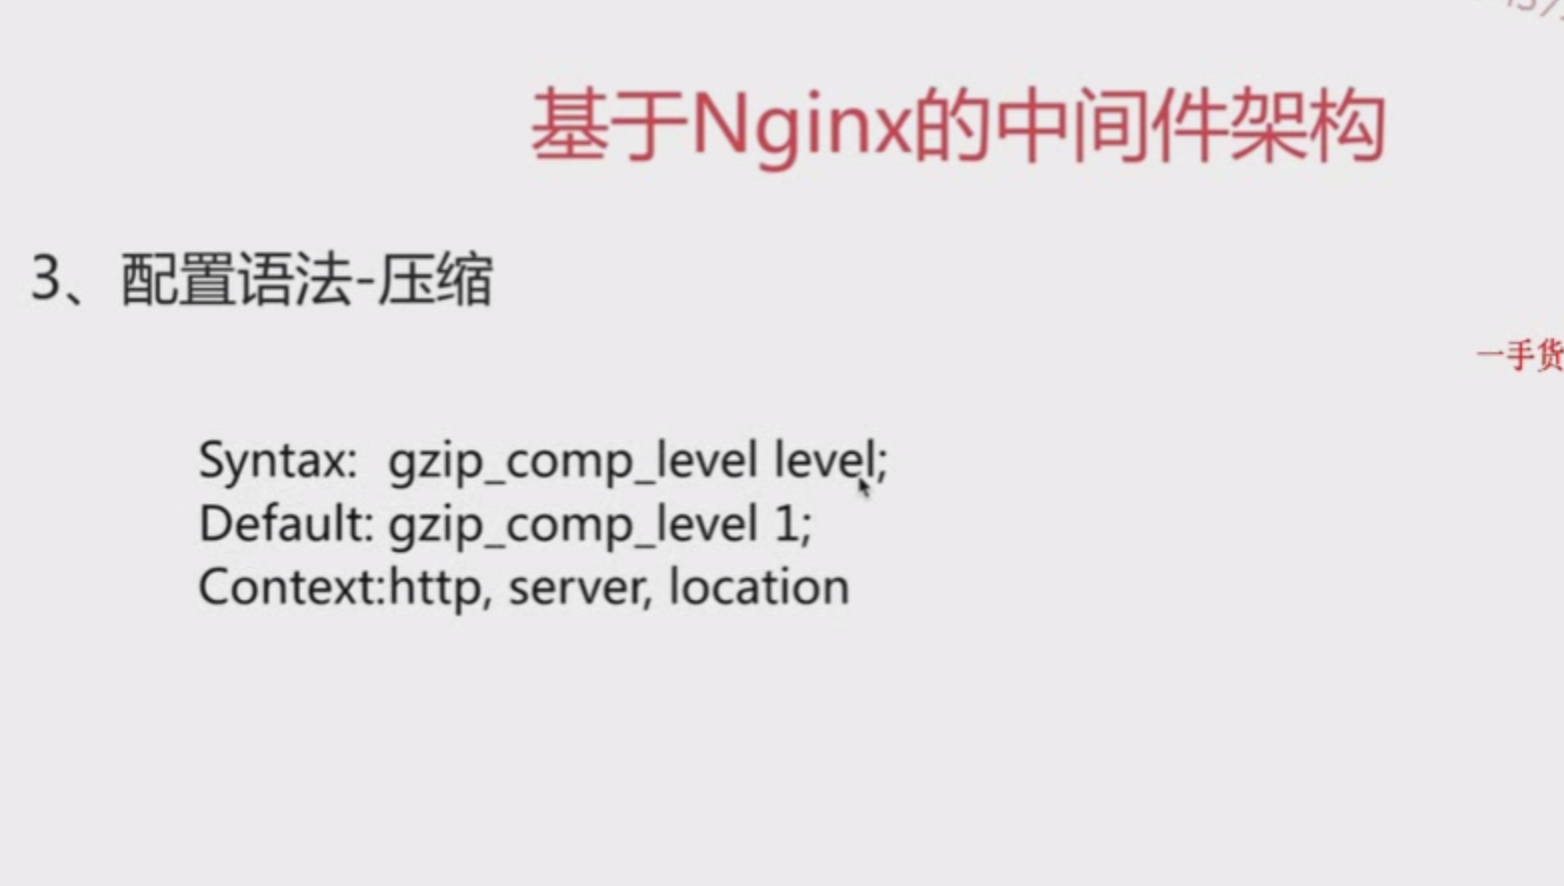 基于Nginx的中间件架构
3、配置语法-压缩
一手货
Syntax: gzip_comp_level level;
Default: gzip_comp_level 1;
Context:http, server, location